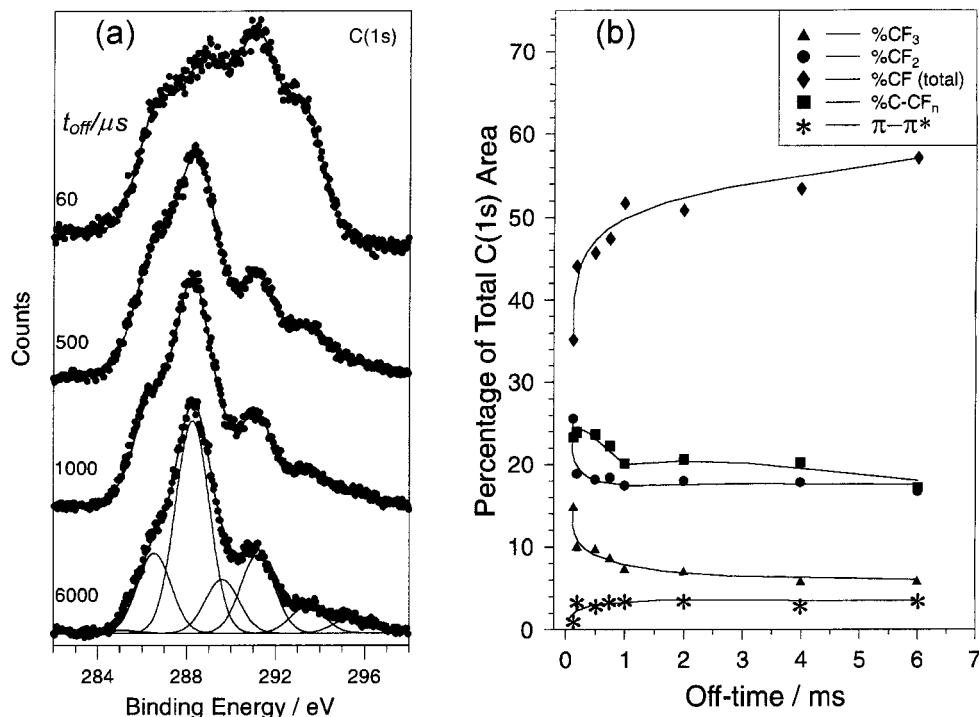 (a)
C(1s)
t_off/μs
60
500
1000
6000
Counts
284 288 292 296
Binding Energy / eV
(b)
%CF₃
%CF₂
%CF (total)
%C-CFₙ
π–π*
70
60
50
40
30
20
10
0
Percentage of Total C(1s) Area
0 1 2 3 4 5 6 7
Off-time / ms